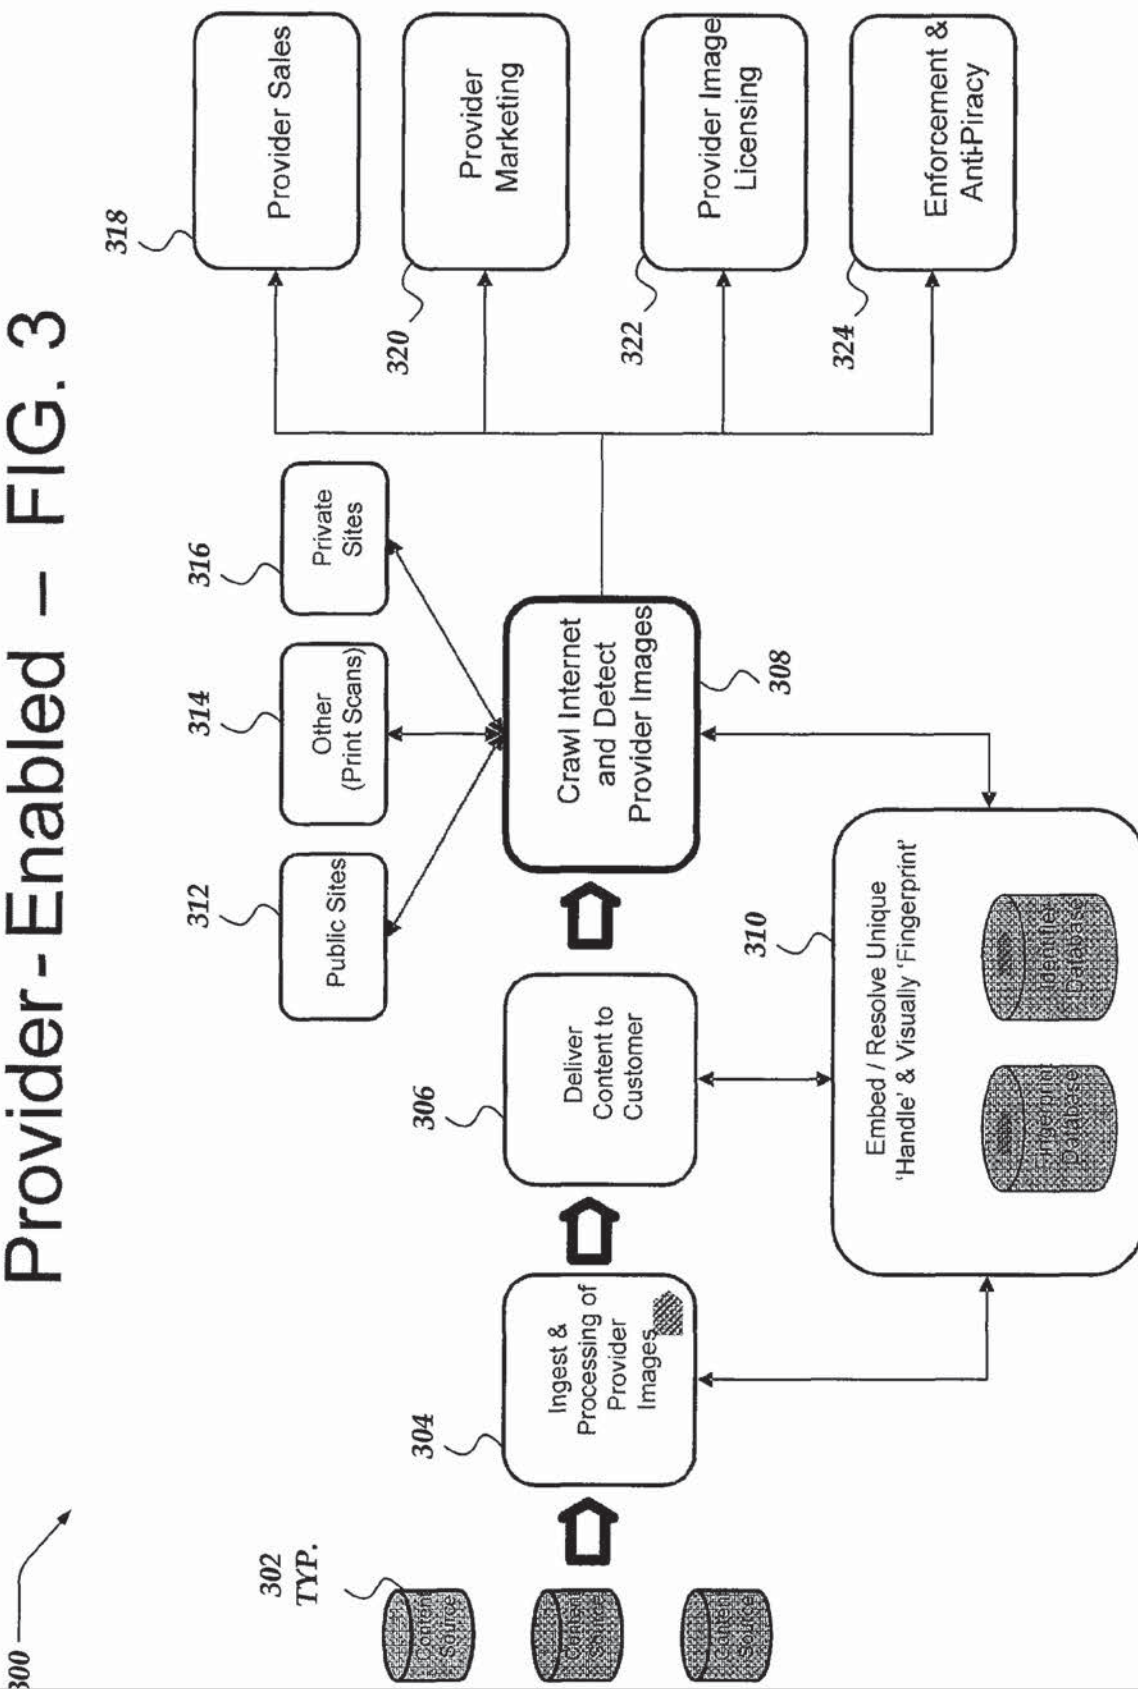 Provider-Enabled – FIG. 3
300
302
TYP.
Content
Source
Content
Source
Content
Source
304
Ingest &
Processing of
Provider
Images
306
Deliver
Content to
Customer
308
Crawl Internet
and Detect
Provider Images
310
Embed / Resolve Unique
'Handle' & Visually 'Fingerprint'
Fingerprint
Database
Identifier
Database
312
Public Sites
314
Other
(Print Scans)
316
Private
Sites
318
Provider Sales
320
Provider
Marketing
322
Provider Image
Licensing
324
Enforcement &
Anti-Piracy